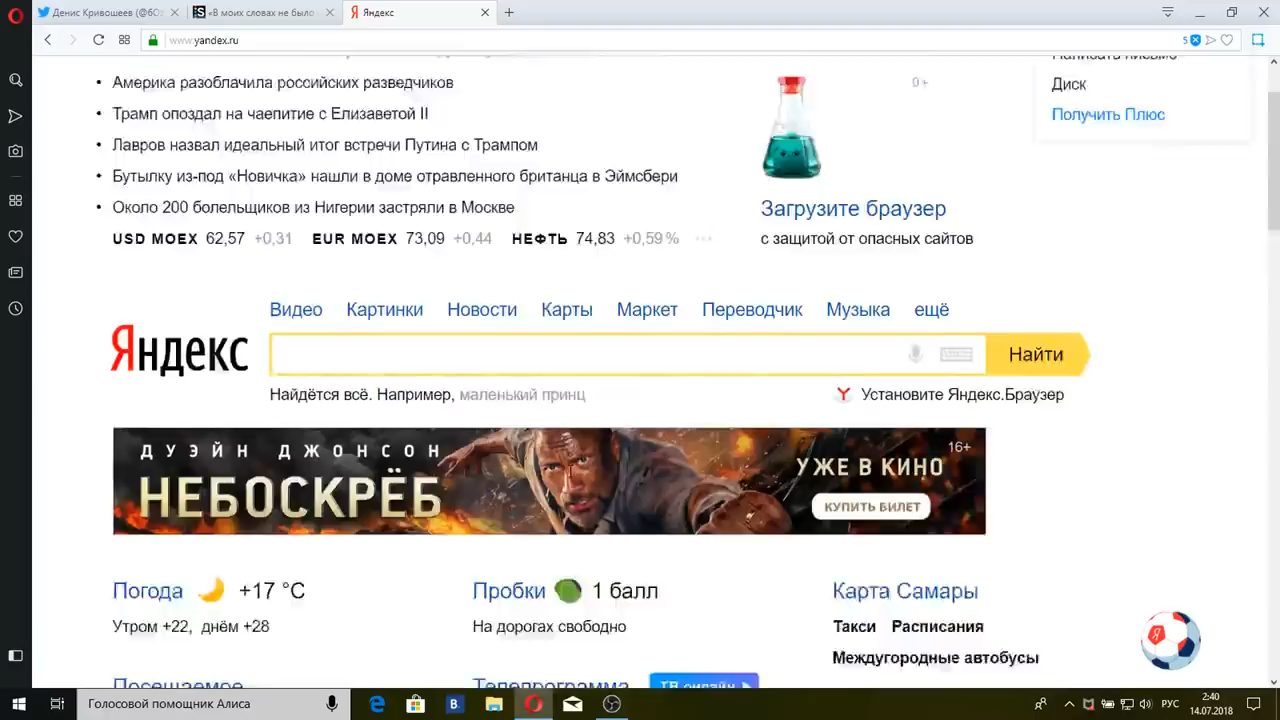 Денис Кривошеев (@6O
«В моих словах не было
Яндекс
www.yandex.ru
5
Америка разоблачила российских разведчиков
Трамп опоздал на чаепитие с Елизаветой II
Лавров назвал идеальный итог встречи Путина с Трампом
Бутылку из-под «Новичка» нашли в доме отравленного британца в Эймсбери
Около 200 болельщиков из Нигерии застряли в Москве
USD MOEX 62,57 +0,31 EUR MOEX 73,09 +0,44 НЕФТЬ 74,83 +0,59 %
0+
Загрузите браузер
с защитой от опасных сайтов
Диск
Получить Плюс
Видео Картинки Новости Карты Маркет Переводчик Музыка ещё
Яндекс
Найти
Найдётся всё. Например, маленький принц
Установите Яндекс.Браузер
ДУЭЙН ДЖОНСОН
НЕБОСКРЁБ
16+
УЖЕ В КИНО
КУПИТЬ БИЛЕТ
Погода +17 °C
Утром +22, днём +28
Пробки 1 балл
На дорогах свободно
Карта Самары
Такси Расписания
Междугородные автобусы
Посещаемое
Телепрограмма
ТВ онлайн
Голосовой помощник Алиса
РУС
2:40
14.07.2018